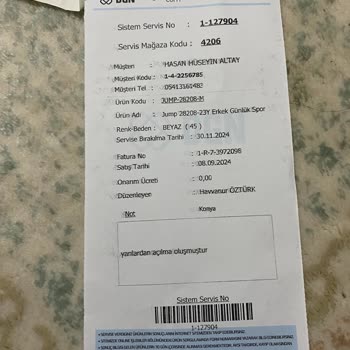 Sistem Servis No : 1-127904
Servis Mağaza Kodu : 4206
Müşteri : HASAN HÜSEYİN ALTAY
Müşteri Kodu : 1-4-2256785
Müşteri Tel : 05413161482
Ürün Kodu : JUMP-28208-M
Ürün Adı : Jump 28208-23Y Erkek Günlük Spor
Renk-Beden : BEYAZ ( 45 )
Servise Bırakılma Tarihi : 30.11.2024
Fatura No : 1-R-7-3972098
Satış Tarihi : 08.09.2024
Onarım Ücreti : 0,00
Düzenleyen : Havvanur ÖZTÜRK
Not Konya
yanlardan açılma oluşmuştur
Sistem Servis No
1-127904